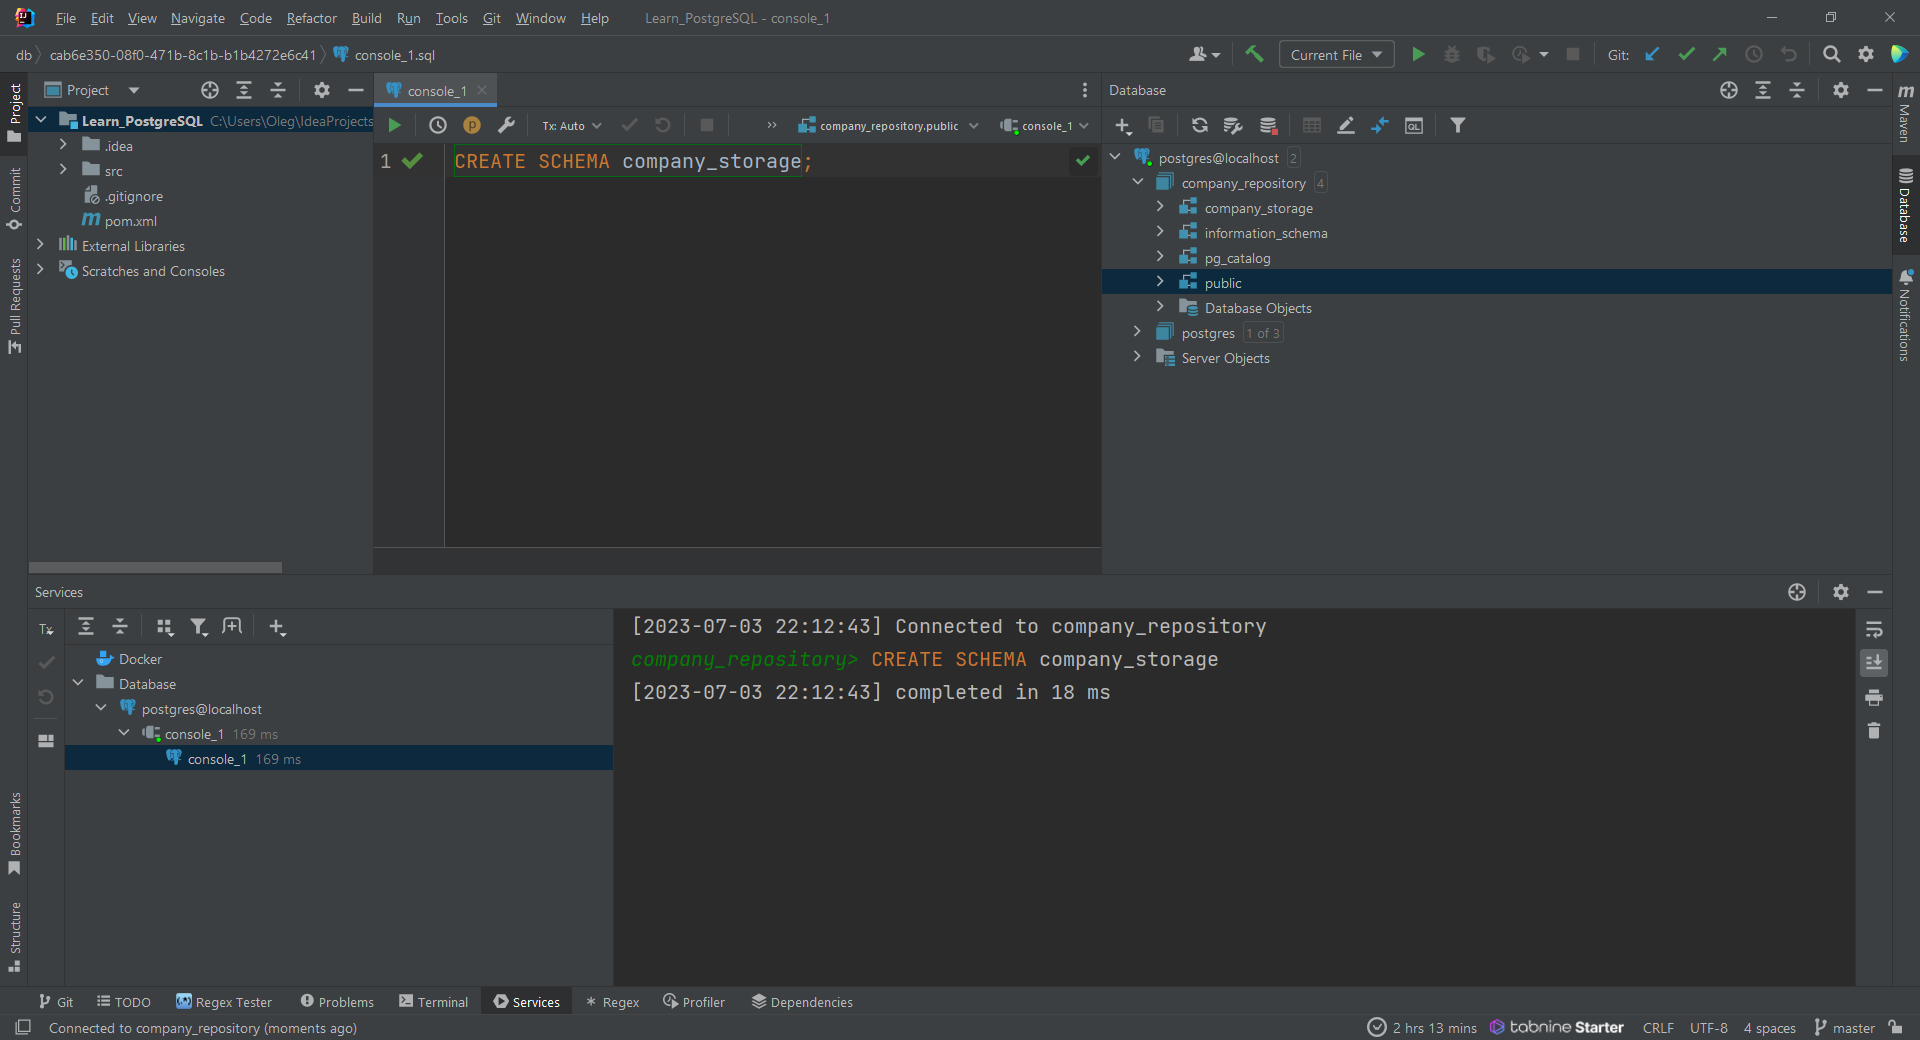 File Edit View Navigate Code Refactor Build Run Tools Git Window Help Learn_PostgreSQL - console_1
db cab6e350-08f0-471b-8c1b-b1b4272e6c41 console_1.sql Current File Git:
Project
console_1
Database
Project
Learn_PostgreSQL C:\Users\Oleg\IdeaProjects
.idea
src
.gitignore
pom.xml
External Libraries
Scratches and Consoles
Tx: Auto company_repository.public console_1
1 CREATE SCHEMA company_storage;
postgres@localhost 2
company_repository 4
company_storage
information_schema
pg_catalog
public
Database Objects
postgres 1 of 3
Server Objects
Commit
Pull Requests
Bookmarks
Structure
Maven
Database
Notifications
Services
Tx
Docker
Database
postgres@localhost
console_1 169 ms
console_1 169 ms
[2023-07-03 22:12:43] Connected to company_repository
company_repository> CREATE SCHEMA company_storage
[2023-07-03 22:12:43] completed in 18 ms
Git TODO Regex Tester Problems Terminal Services Regex Profiler Dependencies
Connected to company_repository (moments ago) 2 hrs 13 mins tabnine Starter CRLF UTF-8 4 spaces master